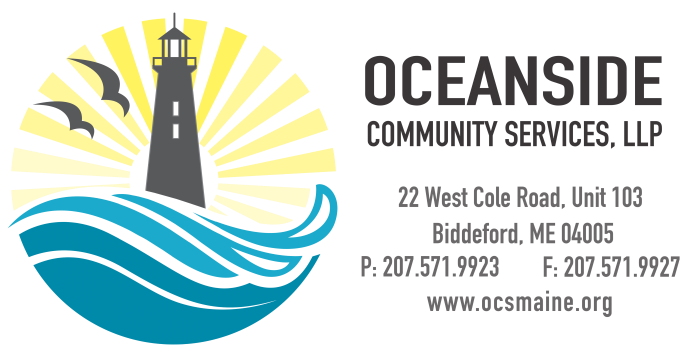 OCEANSIDE
COMMUNITY SERVICES, LLP
22 West Cole Road, Unit 103
Biddeford, ME 04005
P: 207.571.9923 F: 207.571.9927
www.ocsmaine.org